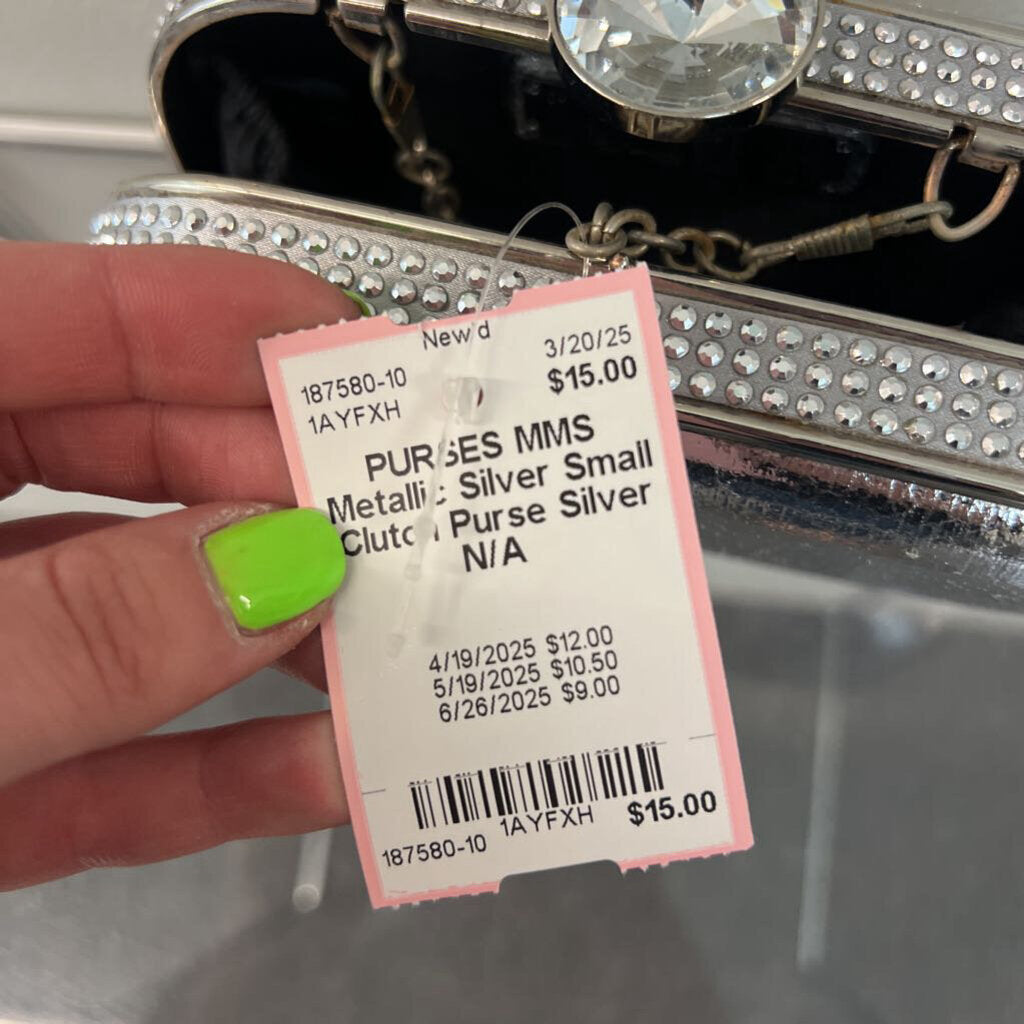 New'd
3/20/25
187580-10
$15.00
1AYFXH
PURSES MMS
Metallic Silver Small
Clutch Purse Silver
N/A
4/19/2025 $12.00
5/19/2025 $10.50
6/26/2025 $9.00
187580-10 1AYFXH $15.00